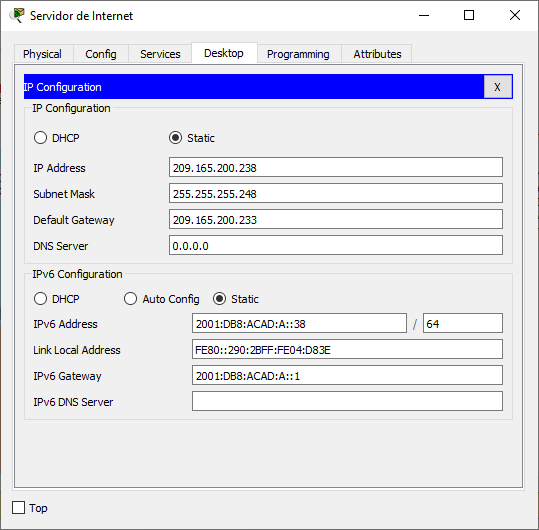 Servidor de Internet
Physical Config Services Desktop Programming Attributes
IP Configuration X
IP Configuration
DHCP Static
IP Address 209.165.200.238
Subnet Mask 255.255.255.248
Default Gateway 209.165.200.233
DNS Server 0.0.0.0
IPv6 Configuration
DHCP Auto Config Static
IPv6 Address 2001:DB8:ACAD:A::38 / 64
Link Local Address FE80::290:2BFF:FE04:D83E
IPv6 Gateway 2001:DB8:ACAD:A::1
IPv6 DNS Server
Top